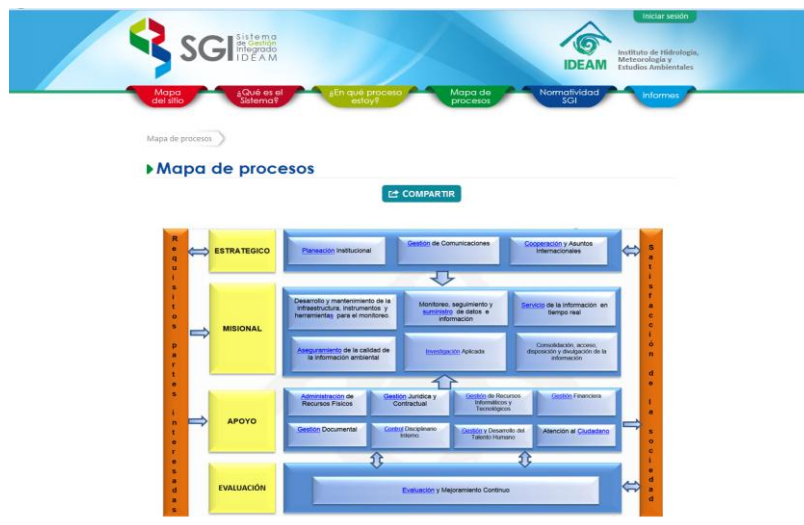 Iniciar sesión
SGI
Sistema
de Gestión
Integrado
IDEAM
IDEAM
Instituto de Hidrología,
Meteorología y
Estudios Ambientales
Mapa
del sitio
¿Qué es el
Sistema?
¿En qué proceso
estoy?
Mapa de
procesos
Normatividad
SGI
Informes
Mapa de procesos
Mapa de procesos
COMPARTIR
Requisitos partes interesadas
ESTRATEGICO
Planeación Institucional
Gestión de Comunicaciones
Cooperación y Asuntos
Internacionales
MISIONAL
Desarrollo y mantenimiento de la
infraestructura, instrumentos y
herramientas para el monitoreo.
Monitoreo, seguimiento y
suministro de datos e
información
Servicio de la información en
tiempo real
Aseguramiento de la calidad de
la información ambiental
Investigación Aplicada
Consolidación, acceso,
disposición y divulgación de la
información
APOYO
Administración de
Recursos Físicos
Gestión Jurídica y
Contractual
Gestión de Recursos
Informáticos y
Tecnológicos
Gestión Financiera
Gestión Documental
Control Disciplinario
Interno
Gestión y Desarrollo del
Talento Humano
Atención al Ciudadano
EVALUACIÓN
Evaluación y Mejoramiento Continuo
Satisfacción de la sociedad